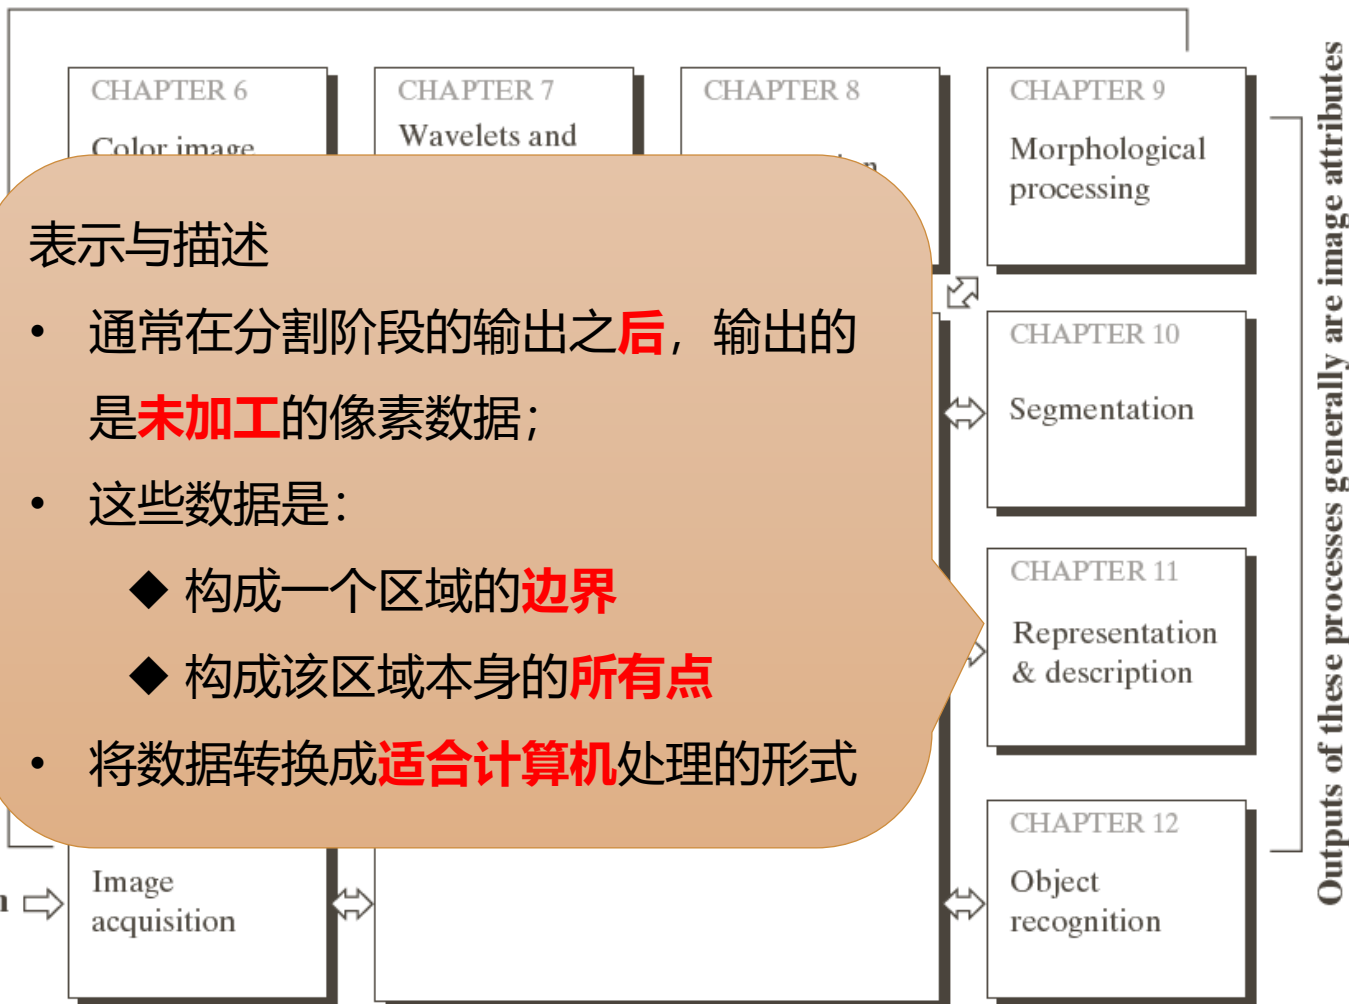 CHAPTER 6
Color image
CHAPTER 7
Wavelets and
CHAPTER 8
CHAPTER 9
Morphological
processing
表示与描述
• 通常在分割阶段的输出之后，输出的
是未加工的像素数据；
• 这些数据是：
◆ 构成一个区域的边界
◆ 构成该区域本身的所有点
• 将数据转换成适合计算机处理的形式
CHAPTER 10
Segmentation
CHAPTER 11
Representation
& description
CHAPTER 12
Object
recognition
Image
acquisition
Outputs of these processes generally are image attributes